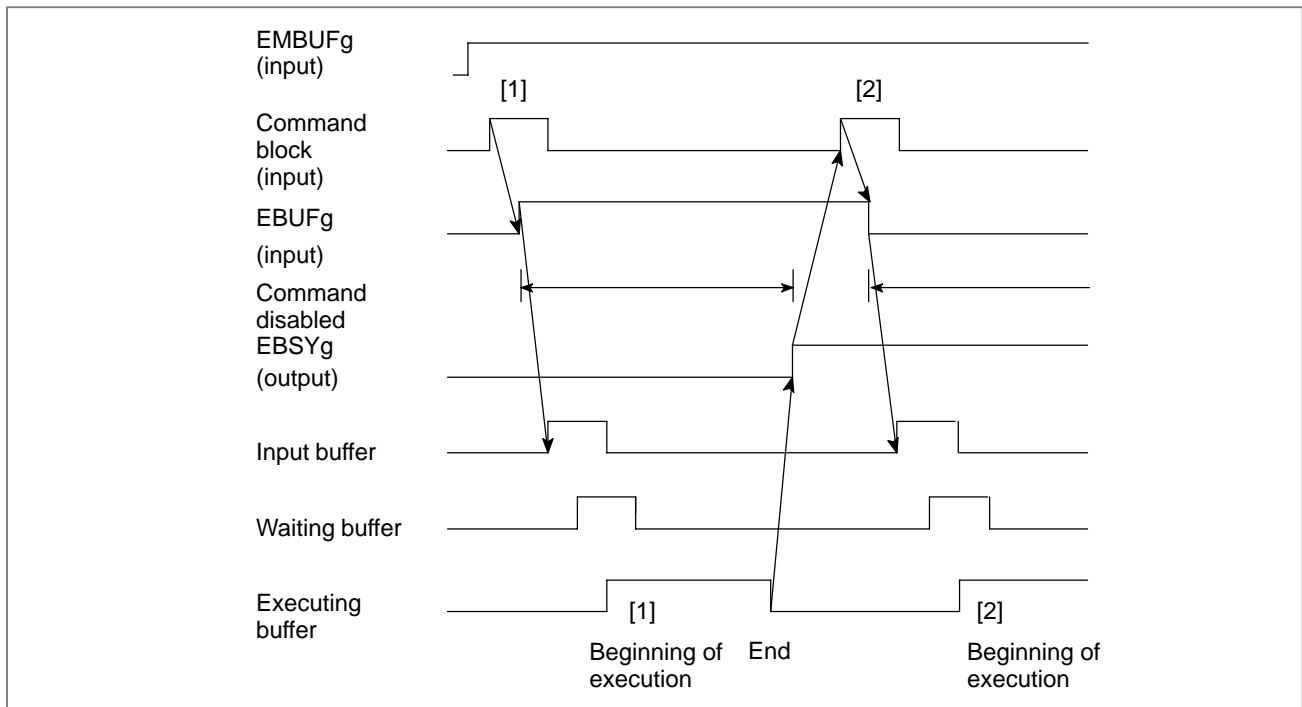 EMBUFg
(input)
[1]
[2]
Command
block
(input)
EBUFg
(input)
Command
disabled
EBSYg
(output)
Input buffer
Waiting buffer
Executing
buffer
[1]
[2]
Beginning of
execution
End
Beginning of
execution